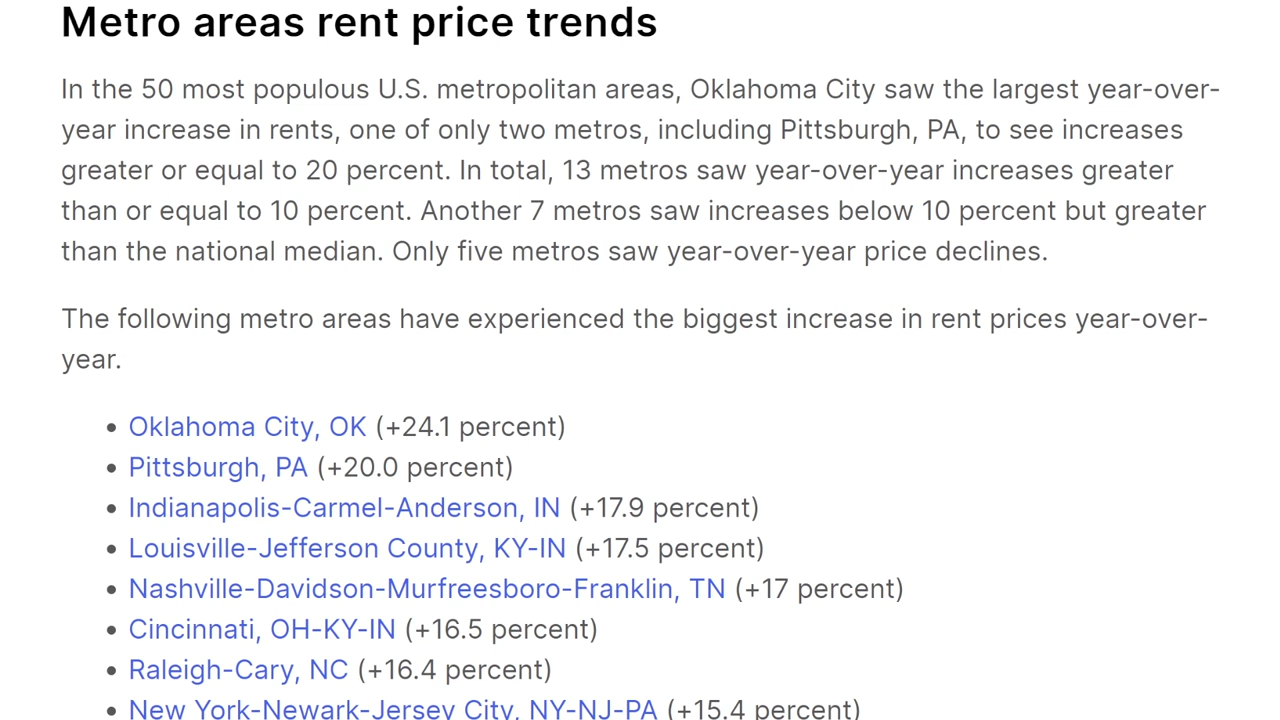 Metro areas rent price trends
In the 50 most populous U.S. metropolitan areas, Oklahoma City saw the largest year-over-
year increase in rents, one of only two metros, including Pittsburgh, PA, to see increases
greater or equal to 20 percent. In total, 13 metros saw year-over-year increases greater
than or equal to 10 percent. Another 7 metros saw increases below 10 percent but greater
than the national median. Only five metros saw year-over-year price declines.
The following metro areas have experienced the biggest increase in rent prices year-over-
year.
• Oklahoma City, OK (+24.1 percent)
• Pittsburgh, PA (+20.0 percent)
• Indianapolis-Carmel-Anderson, IN (+17.9 percent)
• Louisville-Jefferson County, KY-IN (+17.5 percent)
• Nashville-Davidson-Murfreesboro-Franklin, TN (+17 percent)
• Cincinnati, OH-KY-IN (+16.5 percent)
• Raleigh-Cary, NC (+16.4 percent)
• New York-Newark-Jersey City, NY-NJ-PA (+15.4 percent)